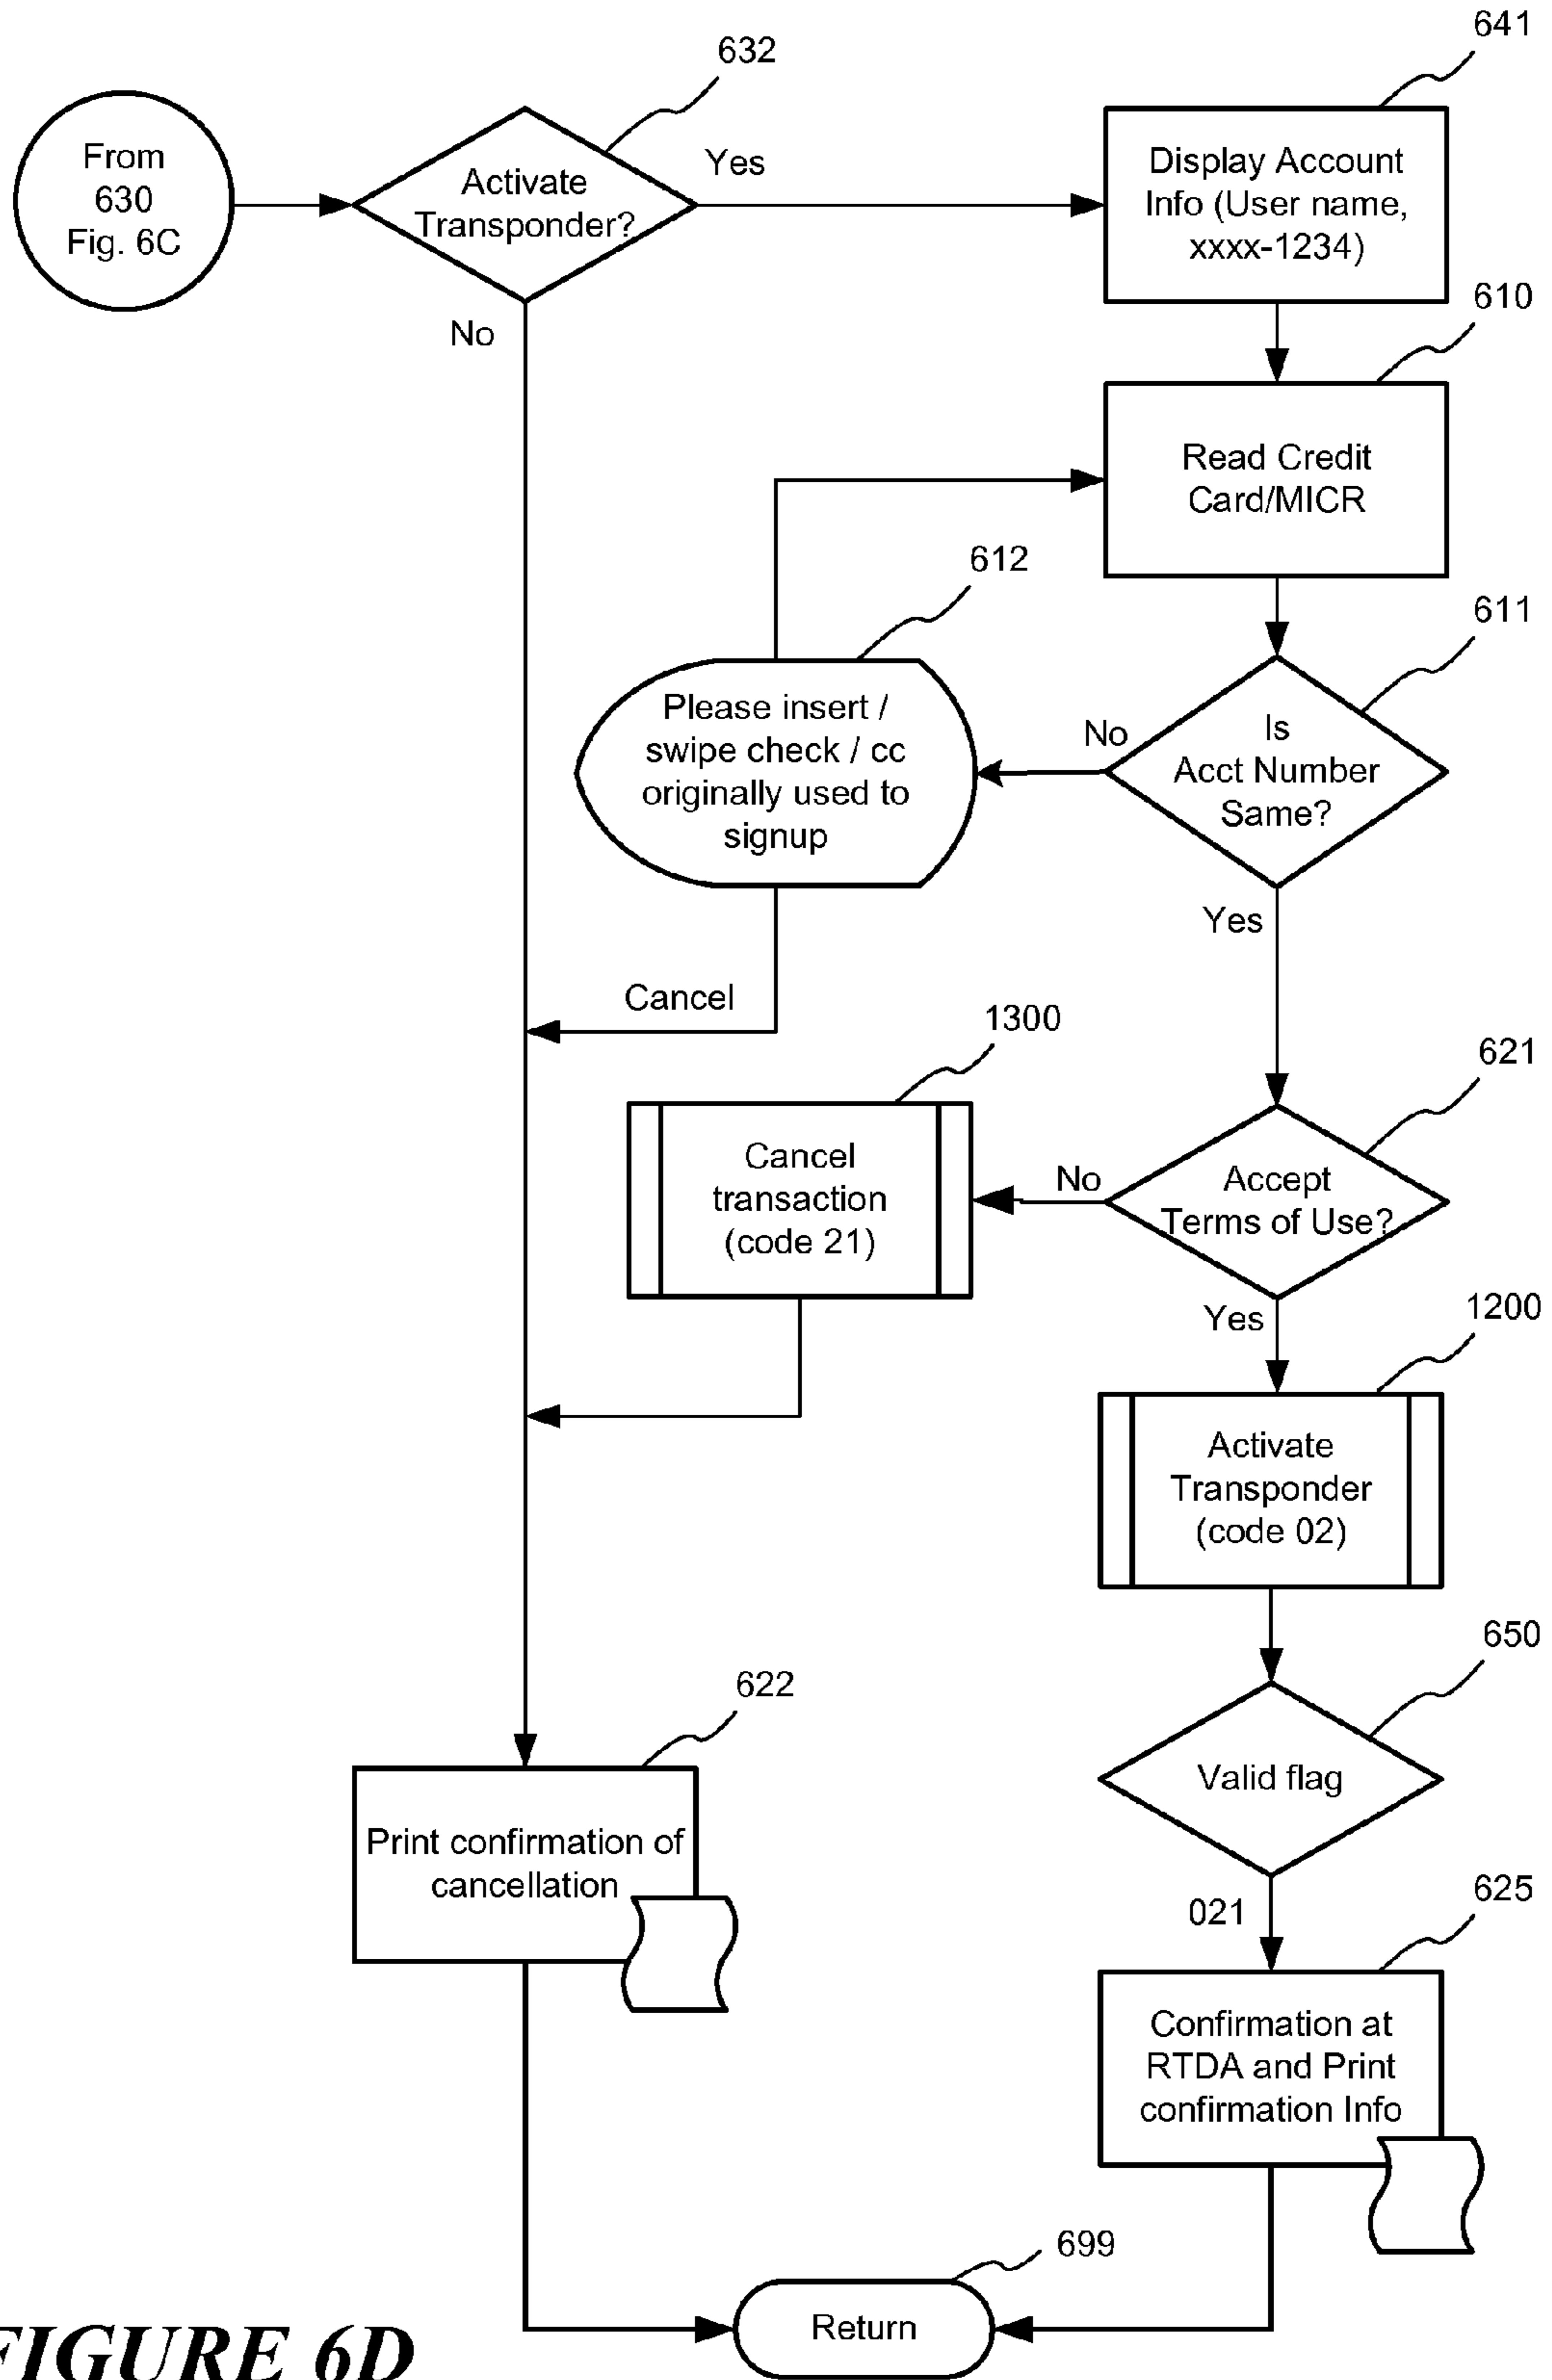 641
632
From
630
Fig. 6C
Activate
Transponder?
Yes
Display Account
Info (User name,
xxxx-1234)
No
610
Read Credit
Card/MICR
612
611
Please insert /
swipe check / cc
originally used to
signup
No
Is
Acct Number
Same?
Yes
Cancel
1300
621
Cancel
transaction
(code 21)
No
Accept
Terms of Use?
Yes
1200
Activate
Transponder
(code 02)
650
622
Valid flag
Print confirmation of
cancellation
021
625
Confirmation at
RTDA and Print
confirmation Info
699
Return
FIGURE 6D